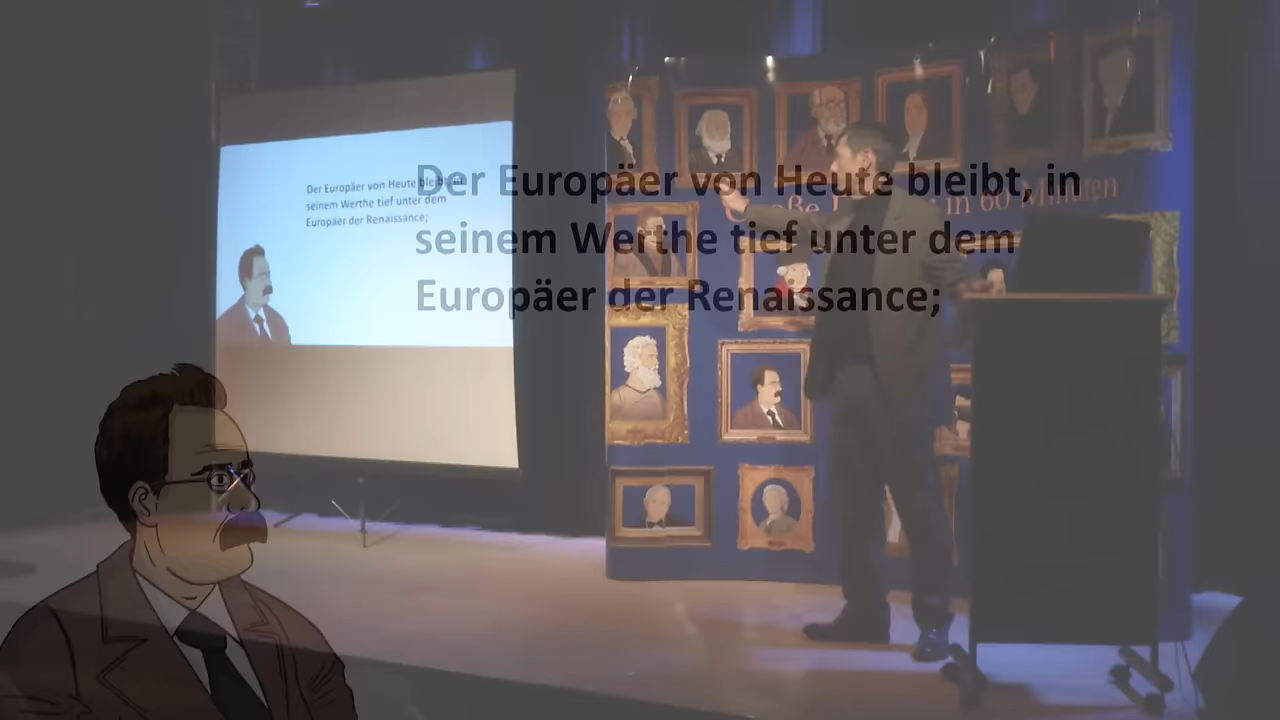 Der Europäer von Heute bleibt, in
seinem Werthe tief unter dem
Europäer der Renaissance;
Der Europäer von Heute bleibt, in
seinem Werthe tief unter dem
Europäer der Renaissance;
Große in 60 Minuten